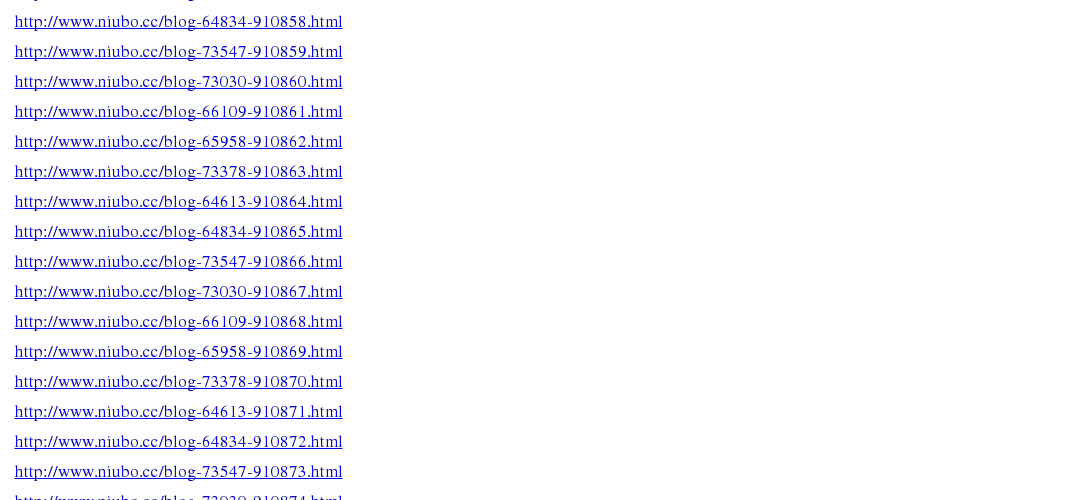 http://www.niubo.cc/blog-64834-910858.html
http://www.niubo.cc/blog-73547-910859.html
http://www.niubo.cc/blog-73030-910860.html
http://www.niubo.cc/blog-66109-910861.html
http://www.niubo.cc/blog-65958-910862.html
http://www.niubo.cc/blog-73378-910863.html
http://www.niubo.cc/blog-64613-910864.html
http://www.niubo.cc/blog-64834-910865.html
http://www.niubo.cc/blog-73547-910866.html
http://www.niubo.cc/blog-73030-910867.html
http://www.niubo.cc/blog-66109-910868.html
http://www.niubo.cc/blog-65958-910869.html
http://www.niubo.cc/blog-73378-910870.html
http://www.niubo.cc/blog-64613-910871.html
http://www.niubo.cc/blog-64834-910872.html
http://www.niubo.cc/blog-73547-910873.html